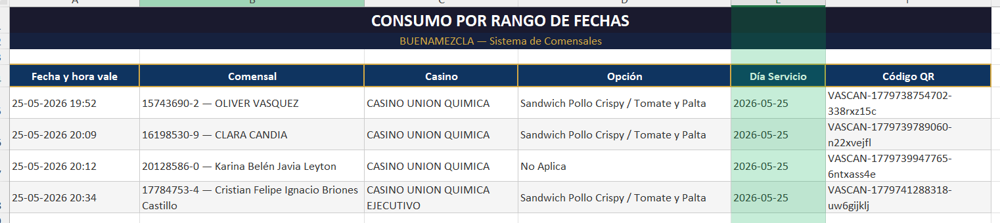 A B C D E F
CONSUMO POR RANGO DE FECHAS
BUENAMEZCLA — Sistema de Comensales
Fecha y hora vale Comensal Casino Opción Día Servicio Código QR
25-05-2026 19:52 15743690-2 — OLIVER VASQUEZ CASINO UNION QUIMICA Sandwich Pollo Crispy / Tomate y Palta 2026-05-25 VASCAN-1779738754702-
338rxz15c
25-05-2026 20:09 16198530-9 — CLARA CANDIA CASINO UNION QUIMICA Sandwich Pollo Crispy / Tomate y Palta 2026-05-25 VASCAN-1779739789060-
n22xvejfl
25-05-2026 20:12 20128586-0 — Karina Belén Javia Leyton CASINO UNION QUIMICA No Aplica 2026-05-25 VASCAN-1779739947765-
6ntxass4e
25-05-2026 20:34 17784753-4 — Cristian Felipe Ignacio Briones CASINO UNION QUIMICA Sandwich Pollo Crispy / Tomate y Palta 2026-05-25 VASCAN-1779741288318-
Castillo EJECUTIVO uw6gijklj